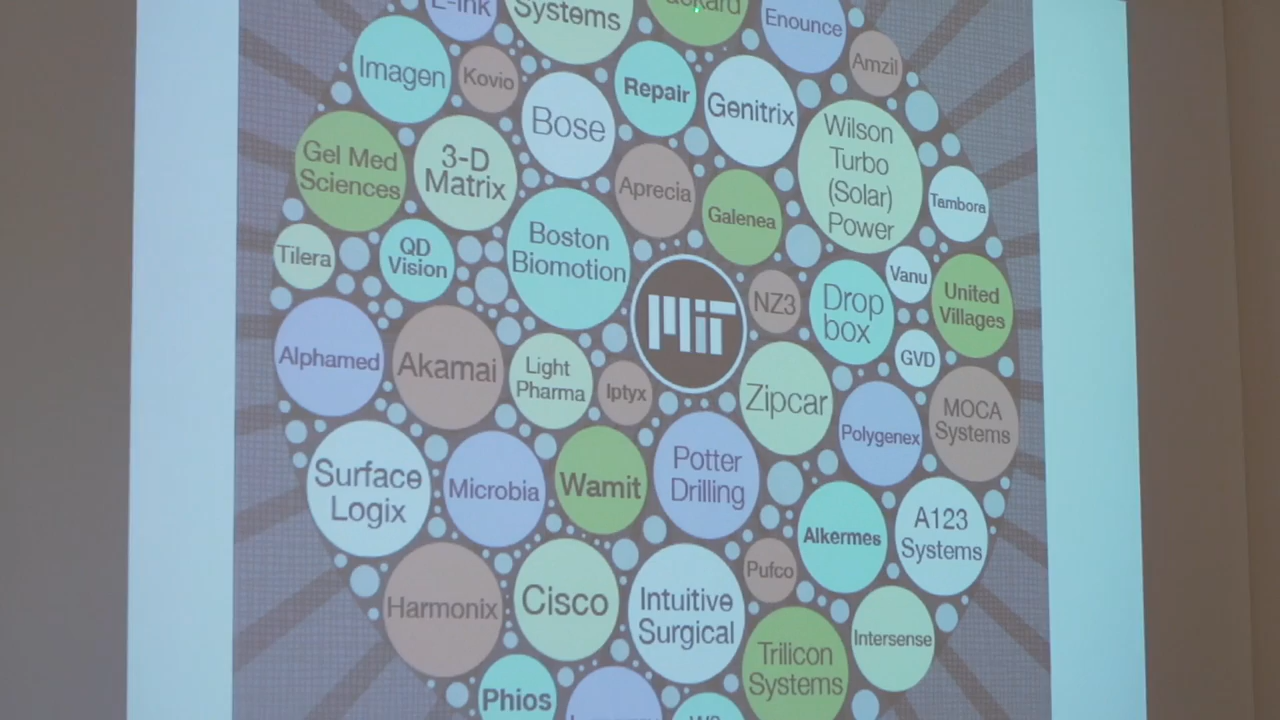 E-Ink
Systems
Enounce
Imagen
Kovio
Bose
Repair
Genitrix
Amzil
Wilson
Turbo
(Solar)
Power
Gel Med
Sciences
3-D
Matrix
Aprecia
Galenea
Tambora
Tilera
QD
Vision
Boston
Biomotion
MIT
NZ3
Drop
box
Vanu
United
Villages
Alphamed
Akamai
Light
Pharma
Iptyx
Zipcar
GVD
Polygenex
MOCA
Systems
Surface
Logix
Microbia
Wamit
Potter
Drilling
Alkermes
A123
Systems
Harmonix
Cisco
Intuitive
Surgical
Pufco
Trilicon
Systems
Intersense
Phios